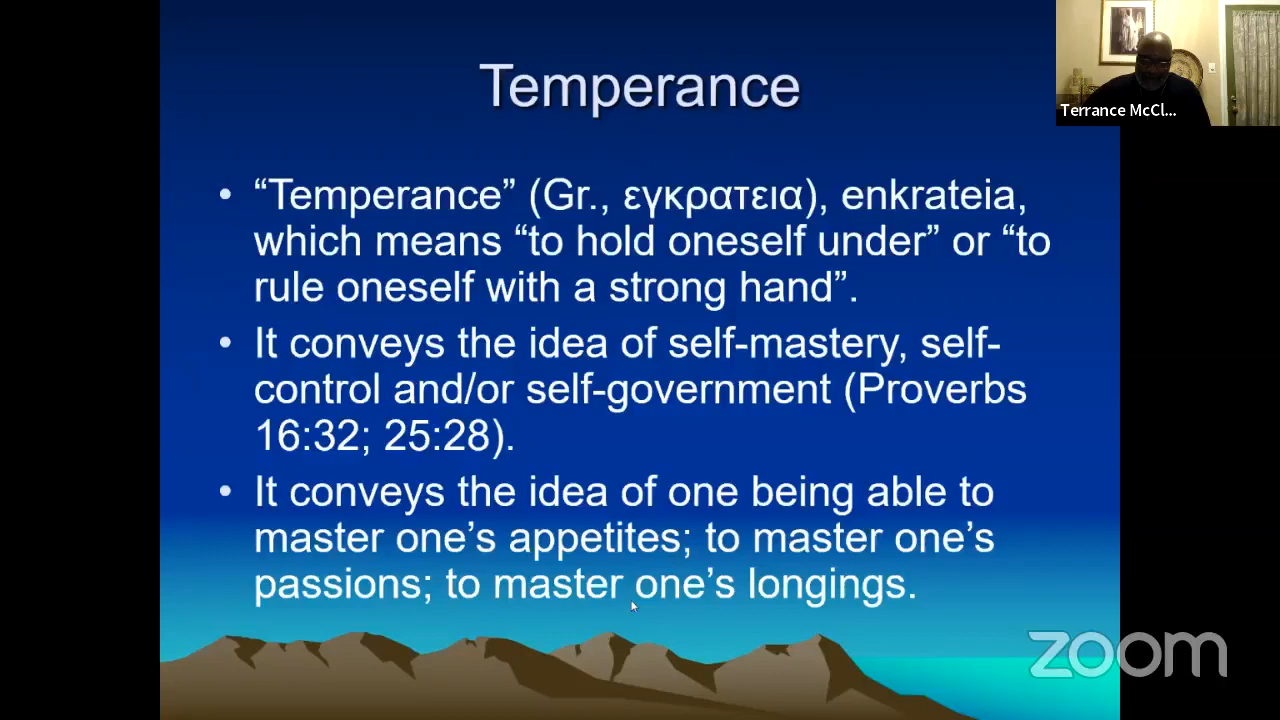 Temperance
Terrance McCl...
• “Temperance” (Gr., εγκρατεια), enkrateia,
which means “to hold oneself under” or “to
rule oneself with a strong hand”.
• It conveys the idea of self-mastery, self-
control and/or self-government (Proverbs
16:32; 25:28).
• It conveys the idea of one being able to
master one’s appetites; to master one’s
passions; to master one’s longings.
zoom